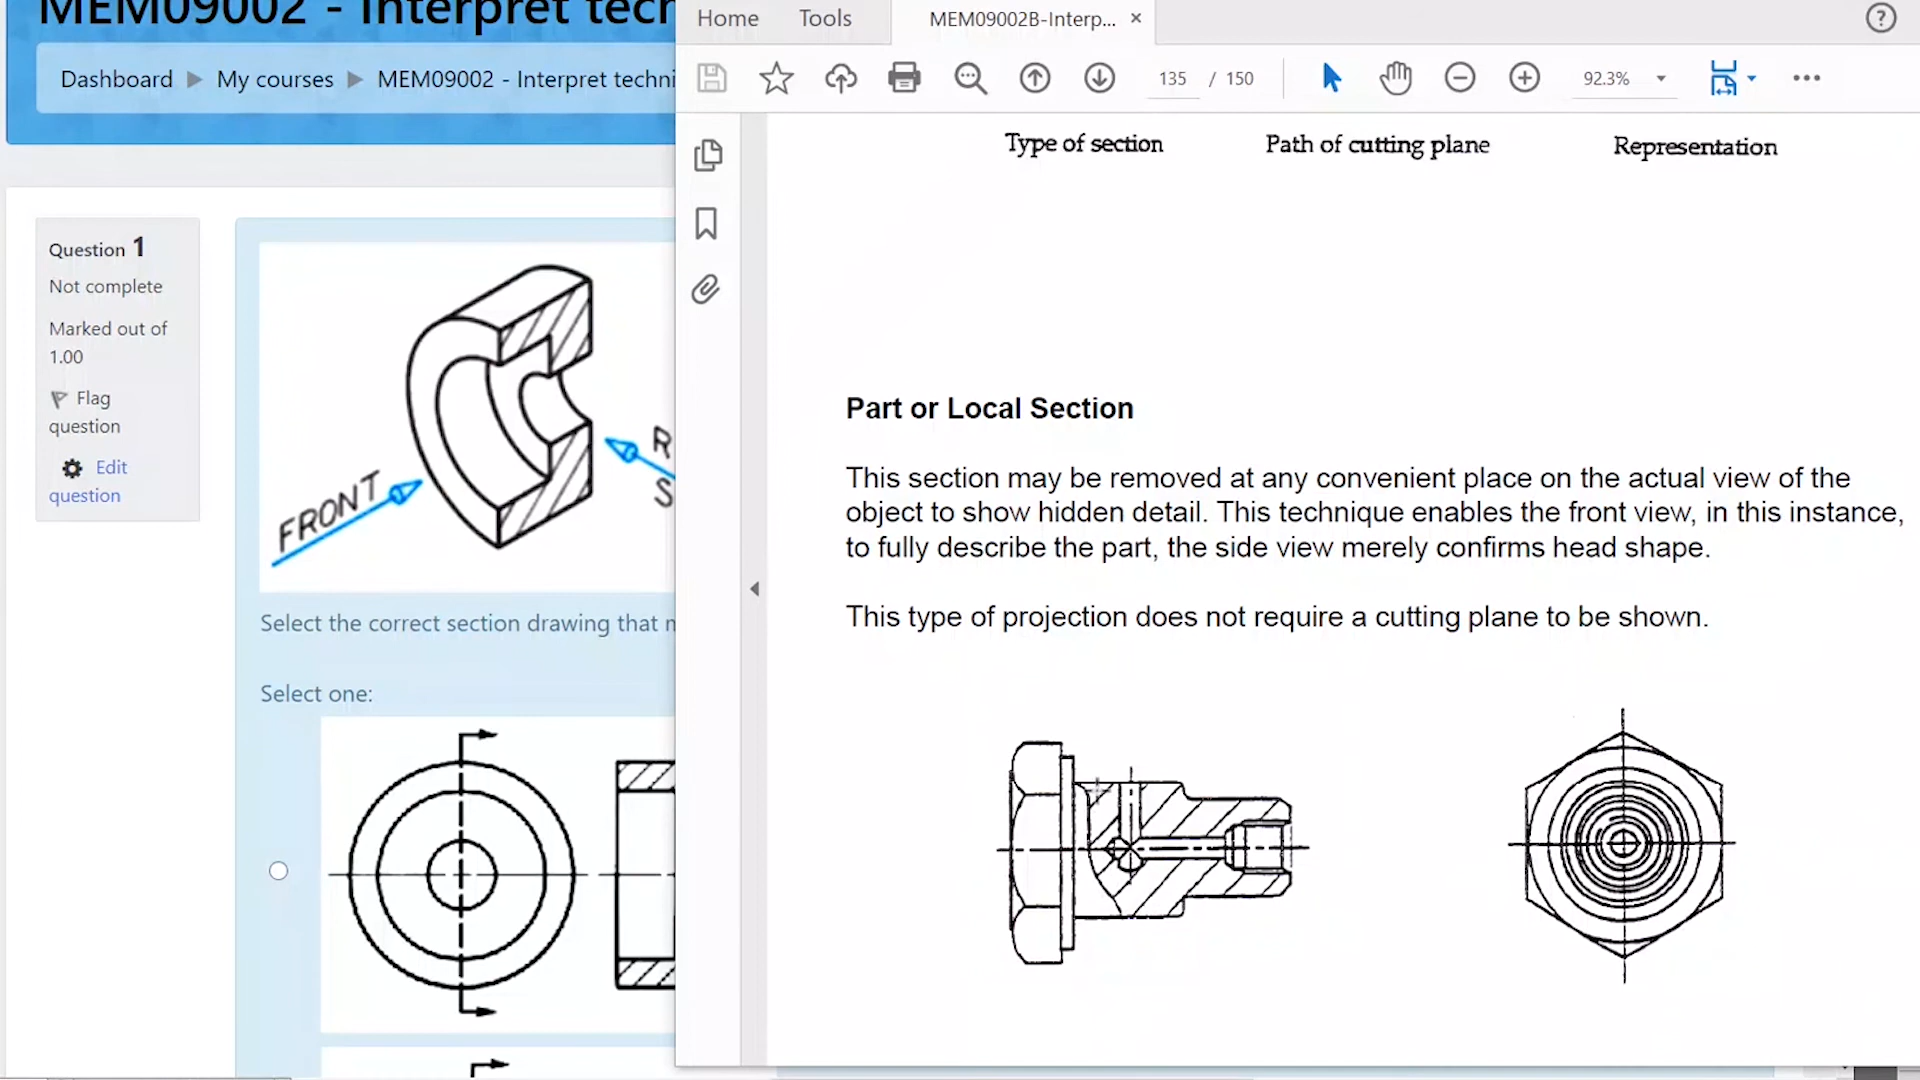 MEM09002 - Interpret tec
Dashboard My courses MEM09002 - Interpret techni
Question 1
Not complete
Marked out of
1.00
Flag
question
Edit
question
FRONT
R
S
Select the correct section drawing that
Select one:
Home Tools MEM09002B-Interp... ×
135 / 150 92.3%
Type of section Path of cutting plane Representation
Part or Local Section
This section may be removed at any convenient place on the actual view of the
object to show hidden detail. This technique enables the front view, in this instance,
to fully describe the part, the side view merely confirms head shape.
This type of projection does not require a cutting plane to be shown.